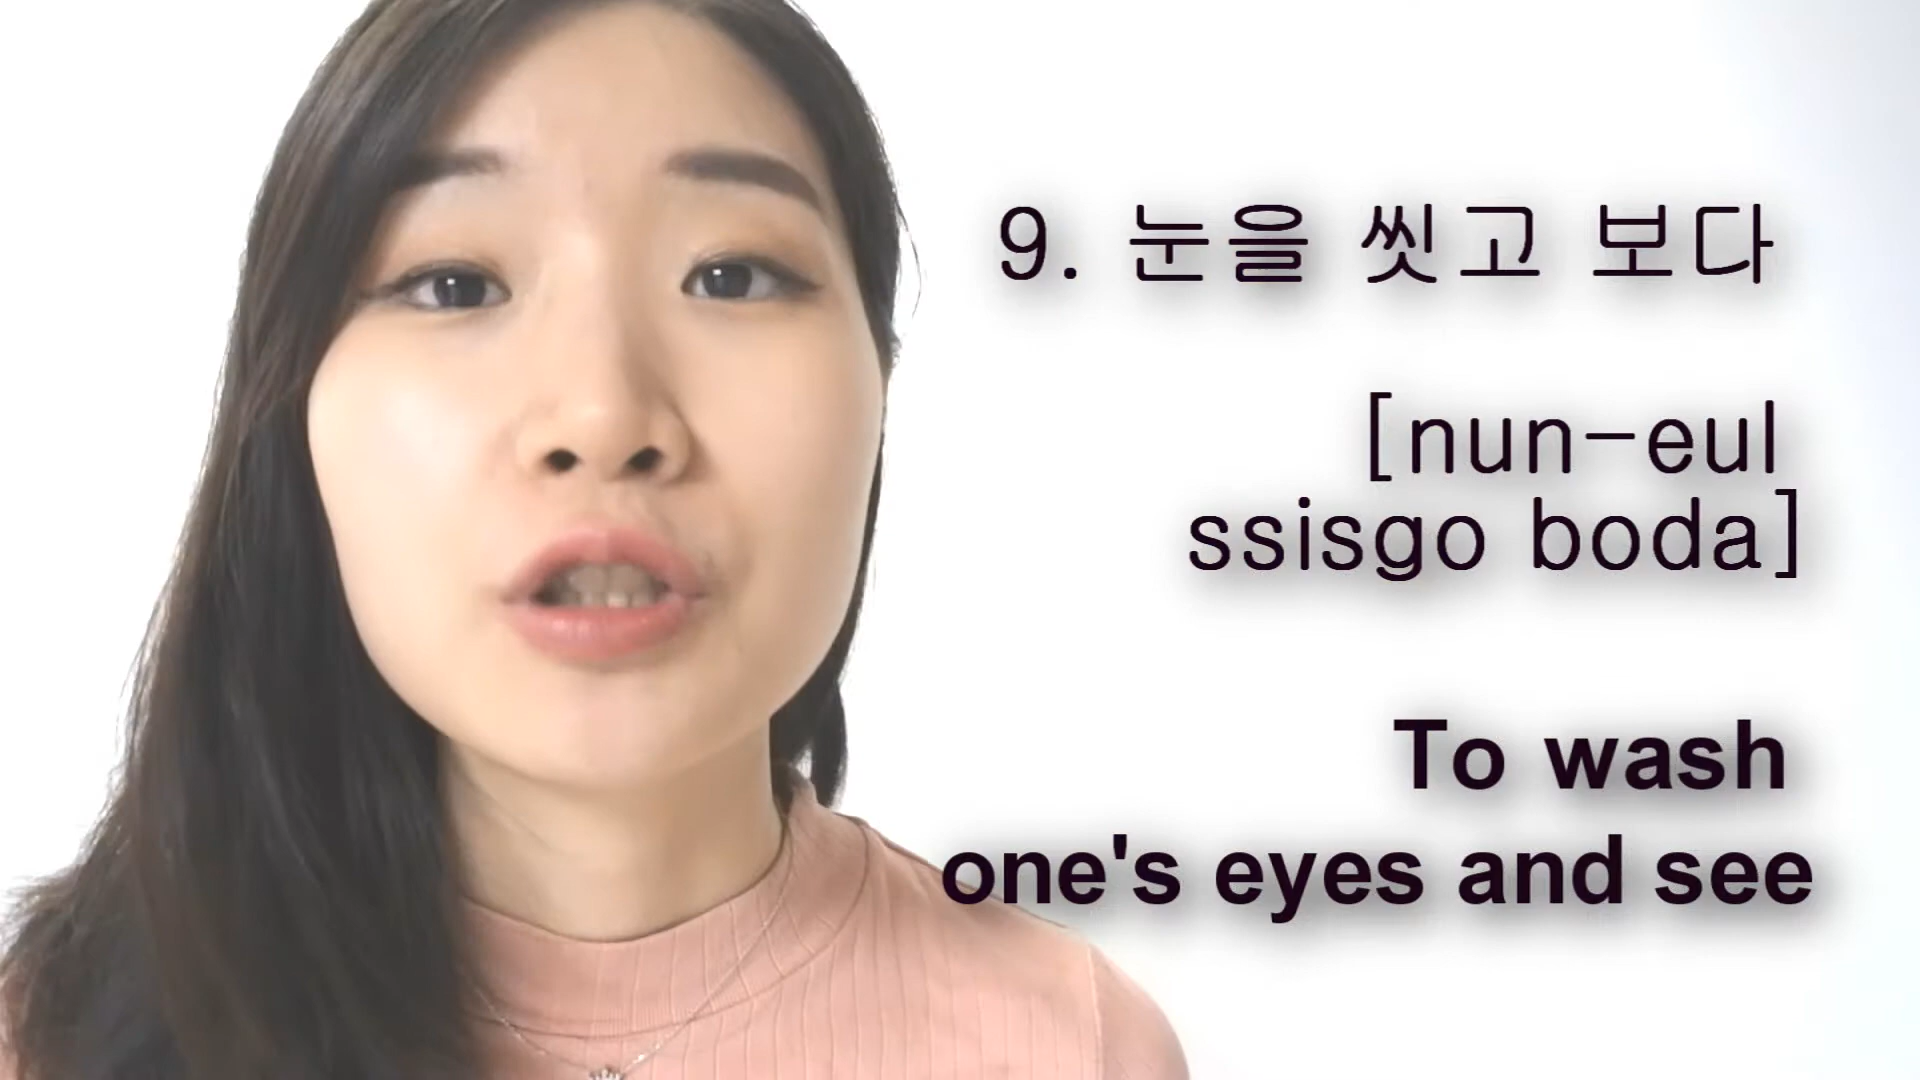 9. 눈을 씻고 보다
[nun-eul
ssisgo boda]
To wash
one's eyes and see